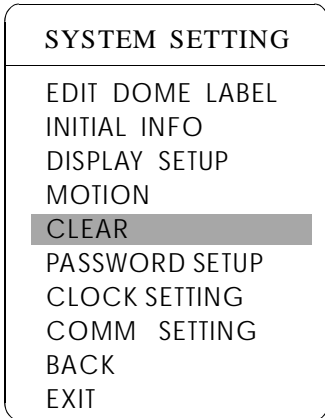 SYSTEM SETTING
EDIT DOME LABEL
INITIAL INFO
DISPLAY SETUP
MOTION
CLEAR
PASSWORD SETUP
CLOCK SETTING
COMM SETTING
BACK
EXIT